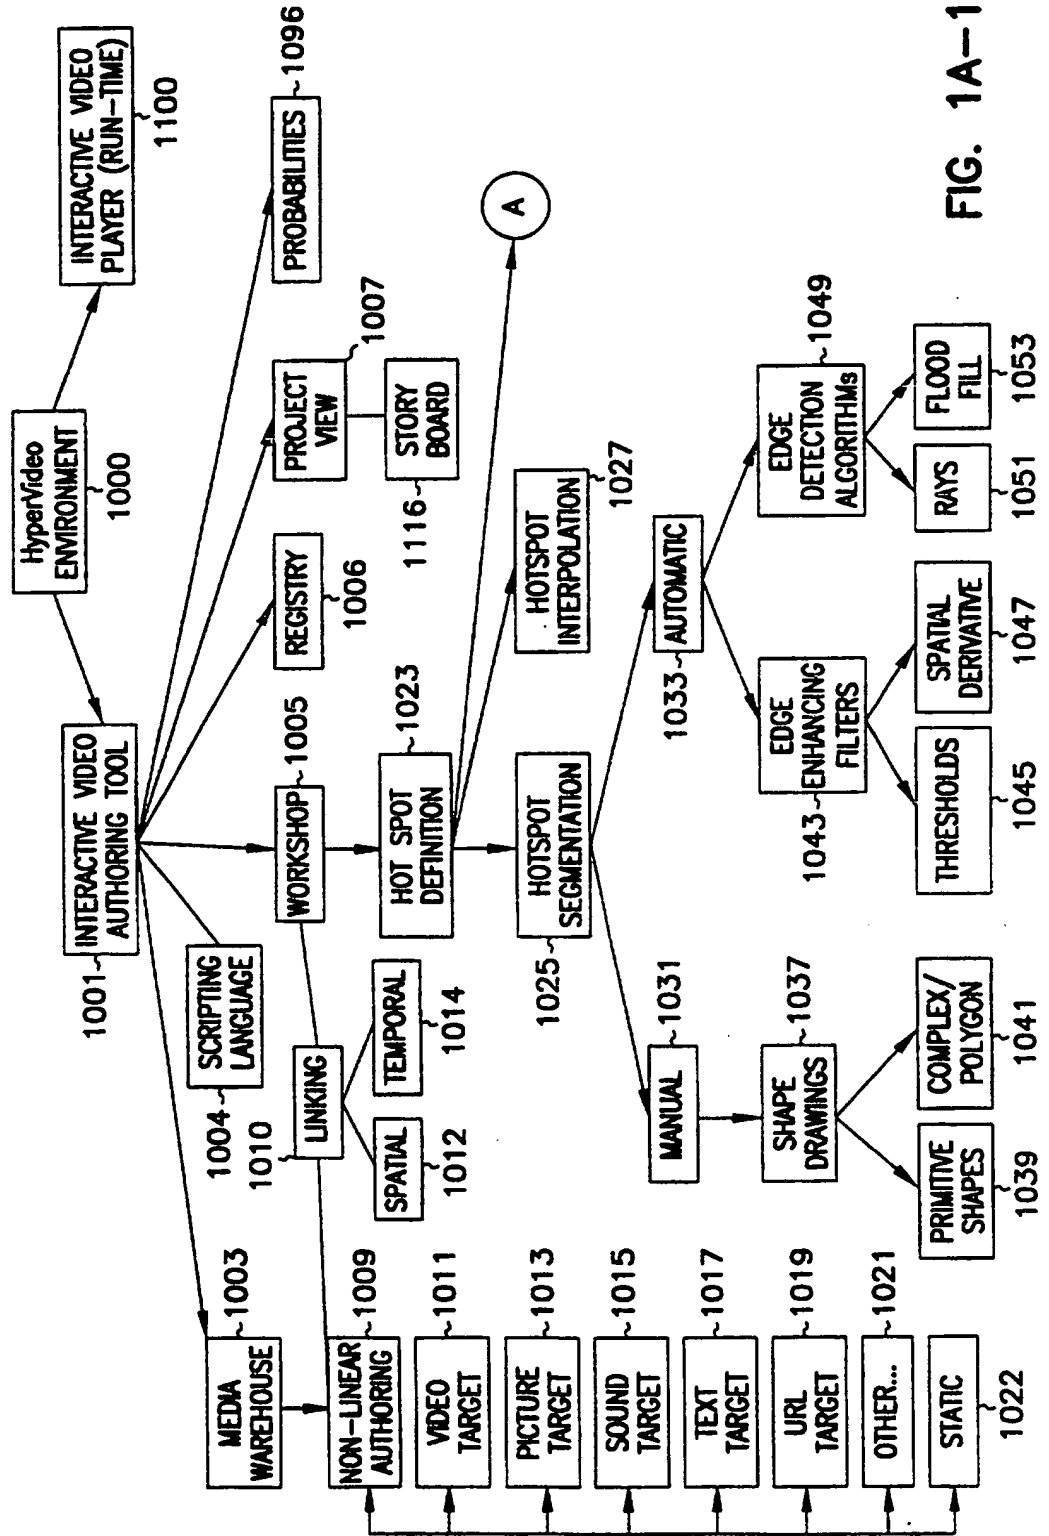 HyperVideo
ENVIRONMENT
1000
INTERACTIVE VIDEO
AUTHORING TOOL
1001
INTERACTIVE VIDEO
PLAYER (RUN-TIME)
1100
MEDIA
WAREHOUSE
1003
SCRIPTING
LANGUAGE
1004
WORKSHOP
1005
REGISTRY
1006
PROJECT
VIEW
1007
PROBABILITIES
1096
NON-LINEAR
AUTHORING
1009
LINKING
1010
SPATIAL
1012
TEMPORAL
1014
HOT SPOT
DEFINITION
1023
STORY
BOARD
1116
VIDEO
TARGET
1011
PICTURE
TARGET
1013
SOUND
TARGET
1015
TEXT
TARGET
1017
URL
TARGET
1019
OTHER...
1021
STATIC
1022
HOTSPOT
SEGMENTATION
1025
HOTSPOT
INTERPOLATION
1027
A
MANUAL
1031
AUTOMATIC
1033
SHAPE
DRAWINGS
1037
EDGE
ENHANCING
FILTERS
1043
EDGE
DETECTION
ALGORITHMs
1049
PRIMITIVE
SHAPES
1039
COMPLEX/
POLYGON
1041
THRESHOLDS
1045
SPATIAL
DERIVATIVE
1047
RAYS
1051
FLOOD
FILL
1053
FIG. 1A-1